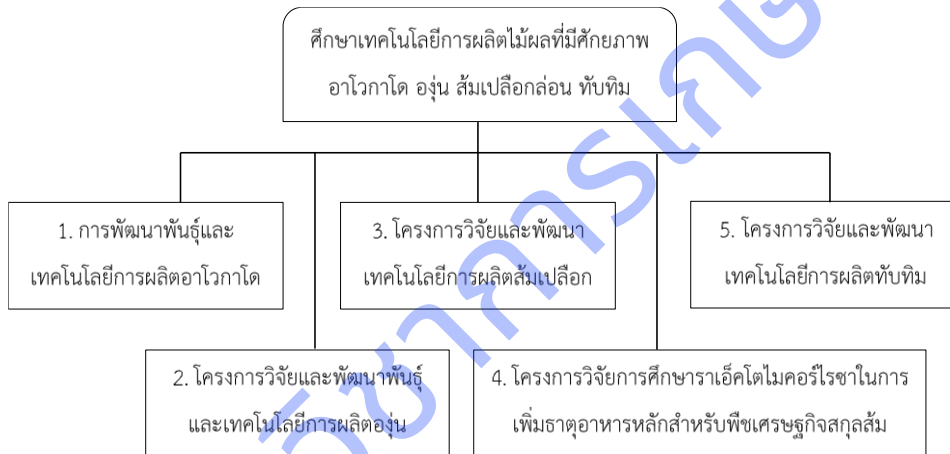 ศึกษาเทคโนโลยีการผลิตไม้ผลที่มีศักยภาพ
อาโวกาโด องุ่น ส้มเปลือกล่อน ทับทิม
1. การพัฒนาพันธุ์และ
เทคโนโลยีการผลิตอาโวกาโด
3. โครงการวิจัยและพัฒนา
เทคโนโลยีการผลิตส้มเปลือก
5. โครงการวิจัยและพัฒนา
เทคโนโลยีการผลิตทับทิม
2. โครงการวิจัยและพัฒนาพันธุ์
และเทคโนโลยีการผลิตองุ่น
4. โครงการวิจัยการศึกษาราเอ็คโตไมคอร์ไรซาในการ
เพิ่มธาตุอาหารหลักสำหรับพืชเศรษฐกิจสกุลส้ม
วิชาการเกษ